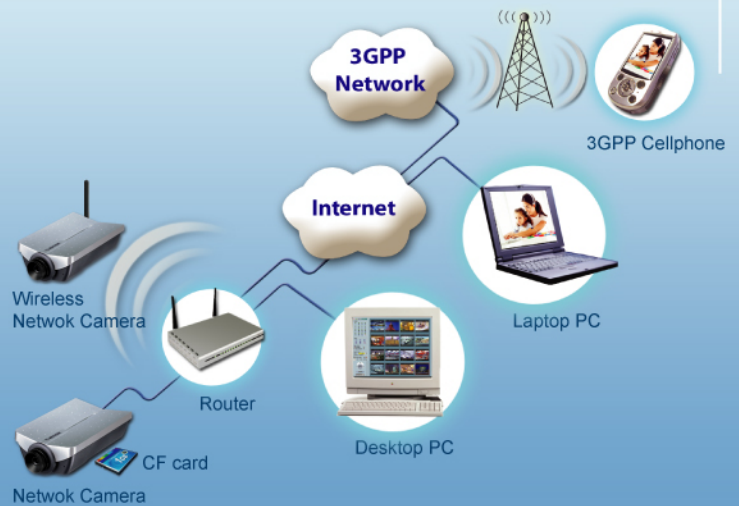 3GPP
Network
3GPP Cellphone
Internet
Wireless
Netwok Camera
Laptop PC
Router
Desktop PC
CF card
Netwok Camera